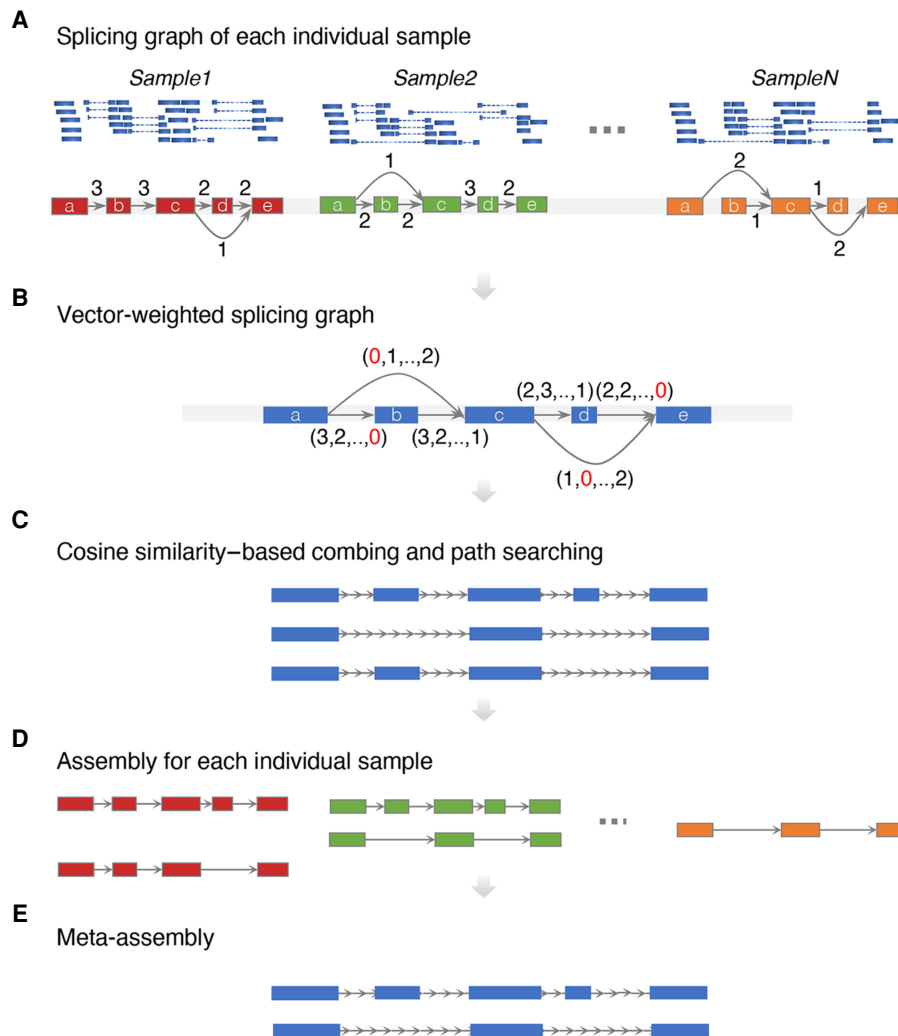 A
Splicing graph of each individual sample
Sample1
Sample2
SampleN
3 3 2 2
a b c d e
1
1
3 2
a b c d e
2 2
2
1
a b c d e
1
2
B
Vector-weighted splicing graph
(0,1,..,2)
(2,3,..,1) (2,2,..,0)
a b c d e
(3,2,..,0) (3,2,..,1)
(1,0,..,2)
C
Cosine similarity–based combing and path searching
D
Assembly for each individual sample
E
Meta-assembly